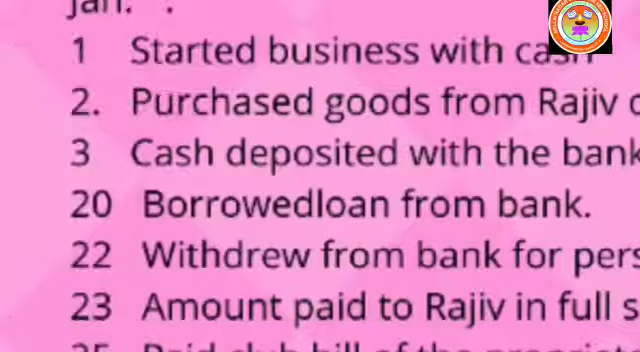 Jan.
1 Started business with cash
2. Purchased goods from Rajiv
3 Cash deposited with the bank
20 Borrowedloan from bank.
22 Withdrew from bank for
23 Amount paid to Rajiv in full